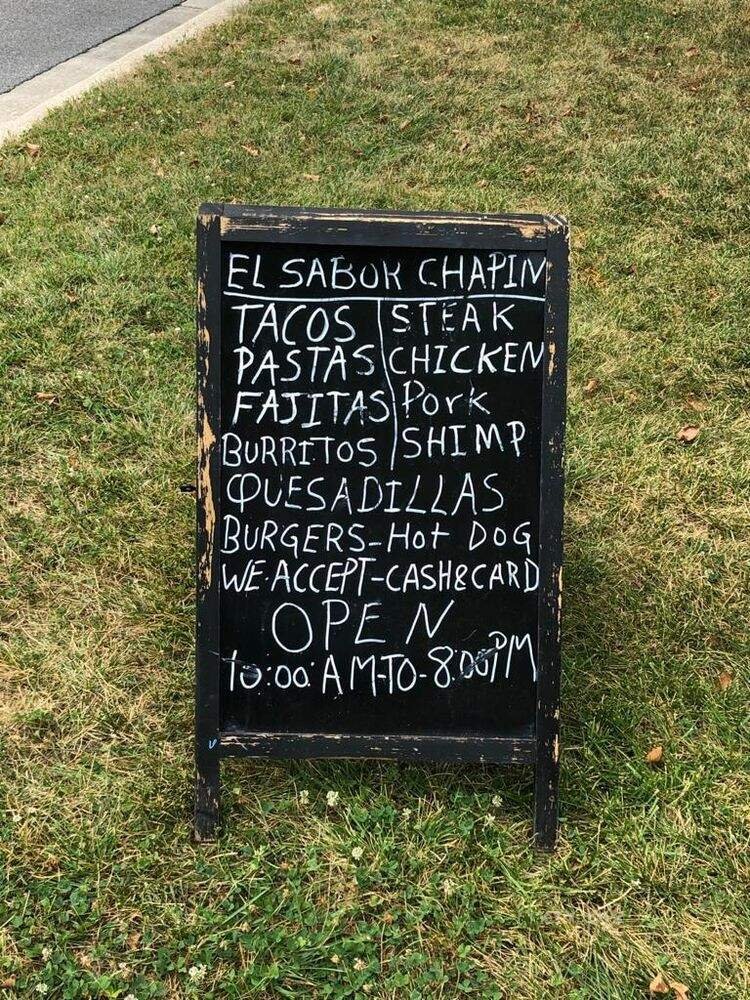 EL SABOR CHAPIN
TACOS STEAK
PASTAS CHICKEN
FAJITAS Pork
BURRITOS SHIMP
QUESADILLAS
BURGERS-Hot DOG
WE·ACCEPT-CASH&CARD
OPEN
10:00:AM-TO-8:00PM